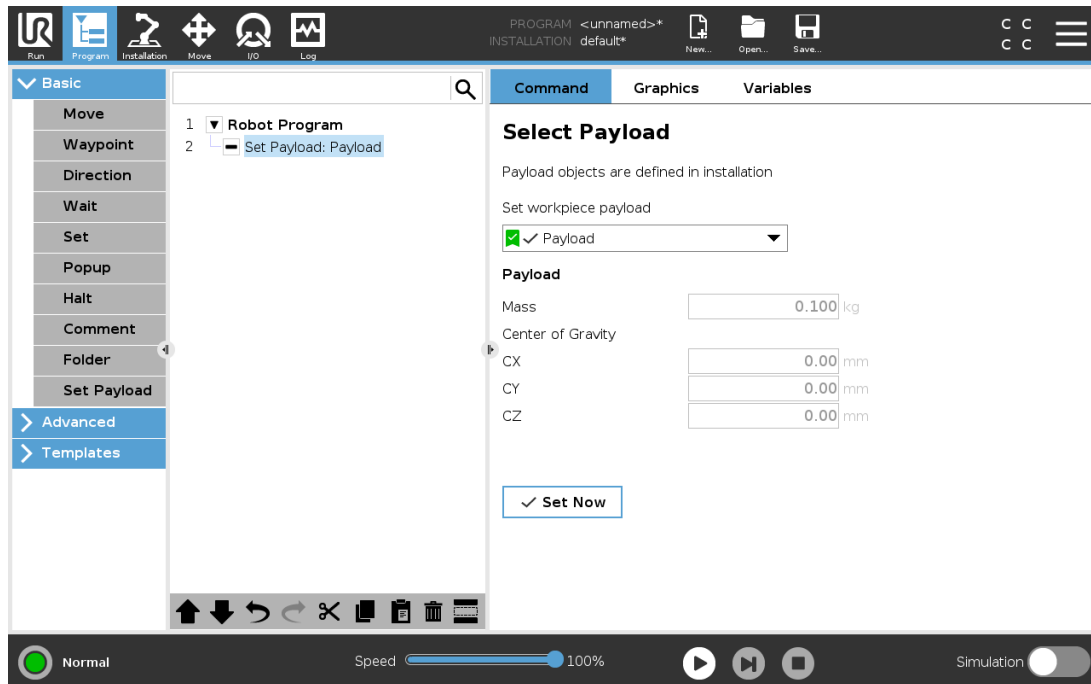 PROGRAM <unnamed>*
INSTALLATION default*
Run Program Installation Move I/O Log New... Open... Save...
C C
C C
Basic
Move
Waypoint
Direction
Wait
Set
Popup
Halt
Comment
Folder
Set Payload
Advanced
Templates
1 Robot Program
2 Set Payload: Payload
Command Graphics Variables
Select Payload
Payload objects are defined in installation
Set workpiece payload
Payload
Payload
Mass 0.100 kg
Center of Gravity
CX 0.00 mm
CY 0.00 mm
CZ 0.00 mm
Set Now
Normal Speed 100% Simulation